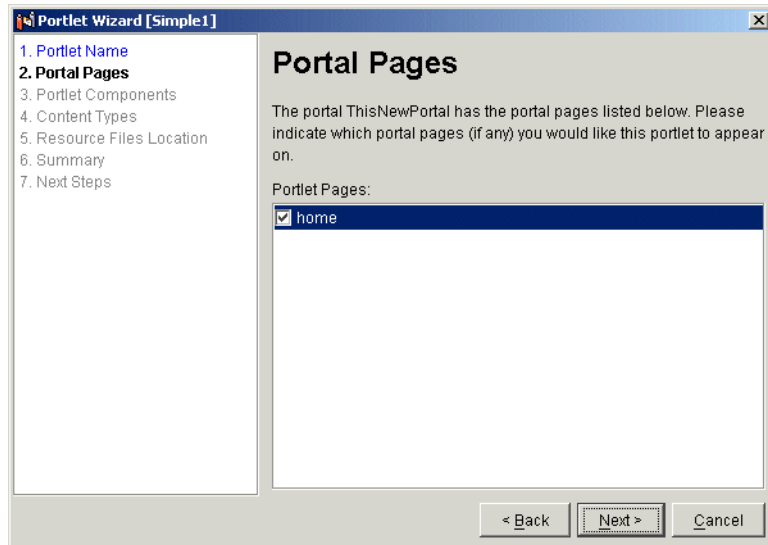 Portlet Wizard [Simple1]
1. Portlet Name
2. Portal Pages
3. Portlet Components
4. Content Types
5. Resource Files Location
6. Summary
7. Next Steps
Portal Pages
The portal ThisNewPortal has the portal pages listed below. Please
indicate which portal pages (if any) you would like this portlet to appear
on.
Portlet Pages:
home
< Back
Next >
Cancel